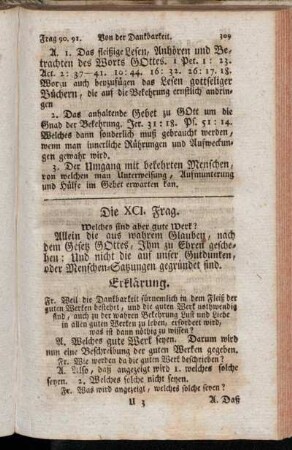 Frag 90. 91. Von der Dankbarkeit. 109
A. 1. Das fleißige Lesen, Anhören und Be-
trachten des Worts GOttes. 1 Pet. 1: 23.
Act. 2: 37-41. 10: 44. 16: 32. 26: 17. 18.
Worzu auch beyzufügen das Lesen gottseliger
Büchern, die auf die Bekehrung ernstlich andrin-
gen
2. Das anhaltende Gebet zu GOtt um die
Gnad der Bekehrung. Jer. 31: 18. Ps. 51: 14.
Welches dann sonderlich muß gebraucht werden,
wenn man innerliche Rührungen und Aufweckun-
gen gewahr wird.
3. Der Umgang mit bekehrten Menschen,
von welchen man Unterweisung, Aufmunterung
und Hülfe im Gebet erwarten kan.
Die XCI. Frag.
Welches sind aber gute Werk?
Allein die aus wahrem Glauben, nach
dem Gesetz GOttes, Ihm zu Ehren gesche-
hen: Und nicht die auf unser Gutdunken,
oder Menschen-Satzungen gegründet sind.
Erklärung.
Fr. Weil die Dankbarkeit fürnemlich in dem Fleiß der
guten Werken bestehet, und die guten Werk nothwendig
sind, auch zu der wahren Bekehrung Lust und Liebe
in allen guten Werken zu leben, erfordert wird,
was ist dann nöthig zu wissen?
A. Welches gute Werk seyen. Darum wird
nun eine Beschreibung der guten Werken gegeben.
Fr. Wie werden da die guten Werk beschrieben?
A. Also, daß angezeigt wird 1. welches solche
seyen. 2. Welches solche nicht seyen.
Fr. Was wird angezeigt, welches solche seyen?
U 3 A. Daß